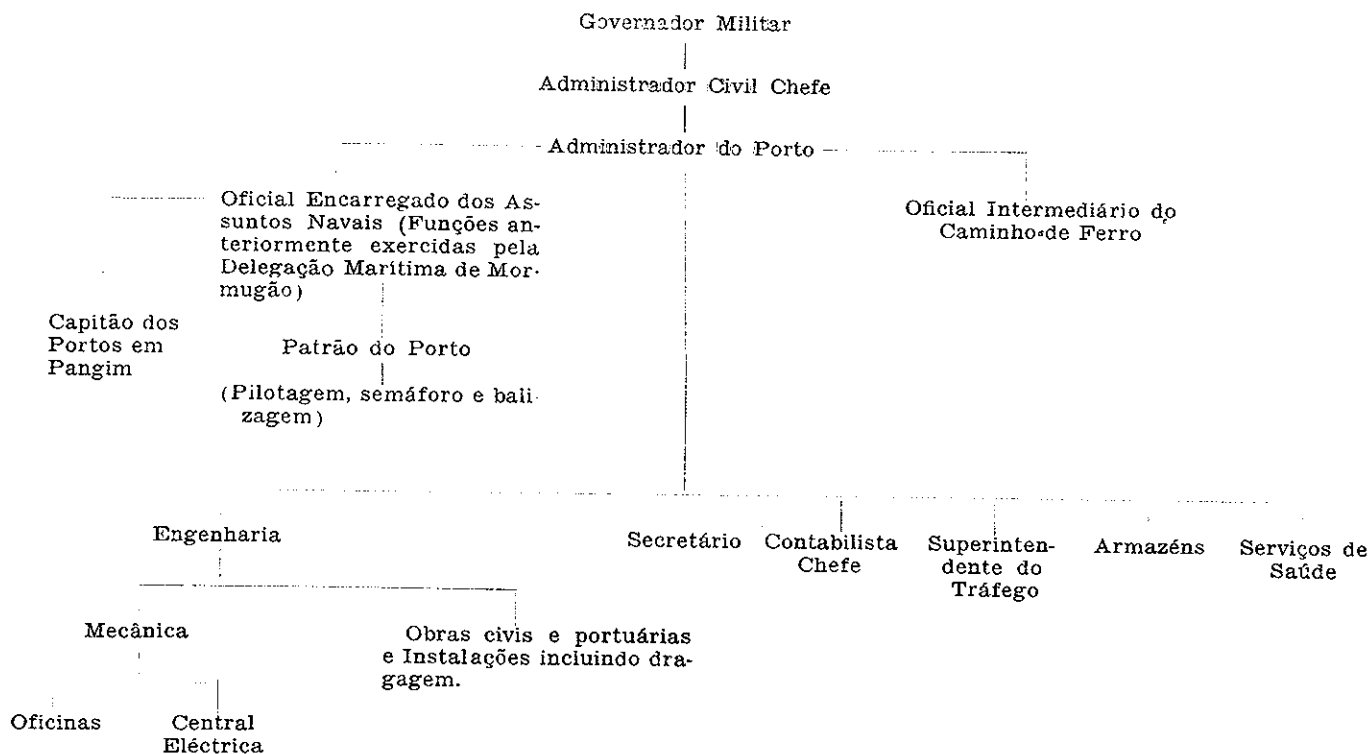 Governador Militar
Administrador Civil Chefe
Administrador do Porto
Oficial Encarregado dos As-
suntos Navais (Funções an-
teriormente exercidas pela
Delegação Marítima de Mor-
mugão)
Oficial Intermediário do
Caminho de Ferro
Capitão dos
Portos em
Pangim
Patrão do Porto
(Pilotagem, semáforo e bali-
zagem)
Engenharia
Secretário
Contabilista
Chefe
Superinten-
dente do
Tráfego
Armazéns
Serviços de
Saúde
Mecânica
Obras civis e portuárias
e Instalações incluindo dra-
gagem.
Oficinas
Central
Eléctrica